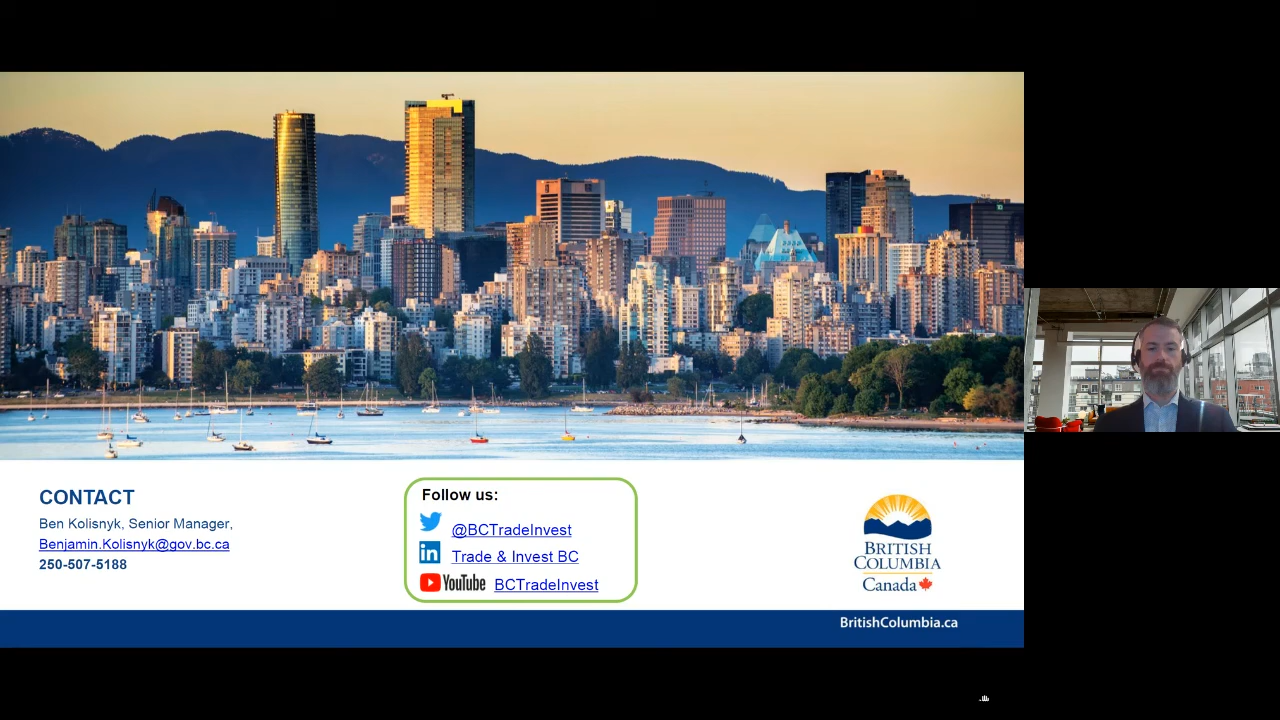 CONTACT
Ben Kolisnyk, Senior Manager,
Benjamin.Kolisnyk@gov.bc.ca
250-507-5188
Follow us:
@BCTradeInvest
in Trade & Invest BC
YouTube BCTradeInvest
BRITISH
COLUMBIA
Canada
BritishColumbia.ca